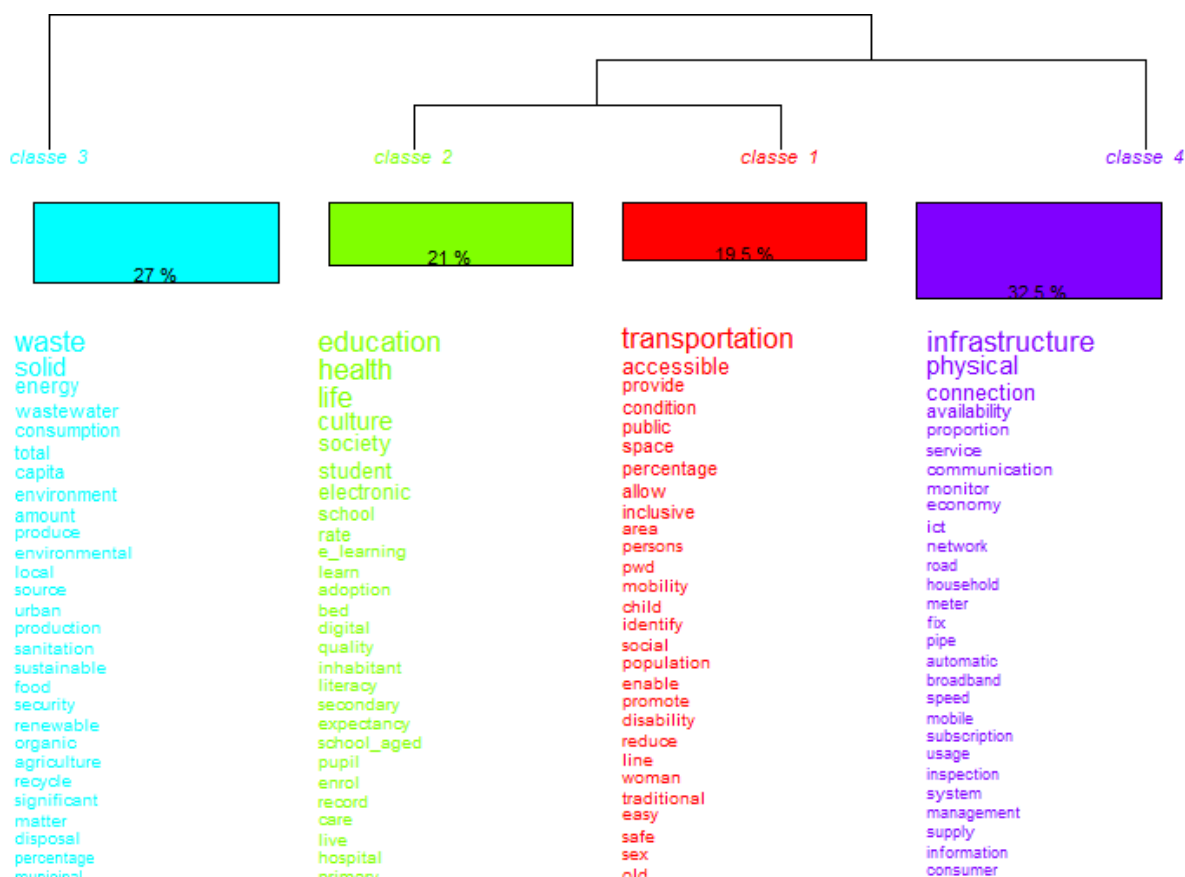 classe 3
classe 2
classe 1
classe 4
27 %
21 %
19.5 %
32.5 %
waste
solid
energy
wastewater
consumption
total
capita
environment
amount
produce
environmental
local
source
urban
production
sanitation
sustainable
food
security
renewable
organic
agriculture
recycle
significant
matter
disposal
percentage
municipal
education
health
life
culture
society
student
electronic
school
rate
e_learning
learn
adoption
bed
digital
quality
inhabitant
literacy
secondary
expectancy
school_aged
pupil
enrol
record
care
live
hospital
primary
transportation
accessible
provide
condition
public
space
percentage
allow
inclusive
area
persons
pwd
mobility
child
identify
social
population
enable
promote
disability
reduce
line
woman
traditional
easy
safe
sex
old
infrastructure
physical
connection
availability
proportion
service
communication
monitor
economy
ict
network
road
household
meter
fix
pipe
automatic
broadband
speed
mobile
subscription
usage
inspection
system
management
supply
information
consumer